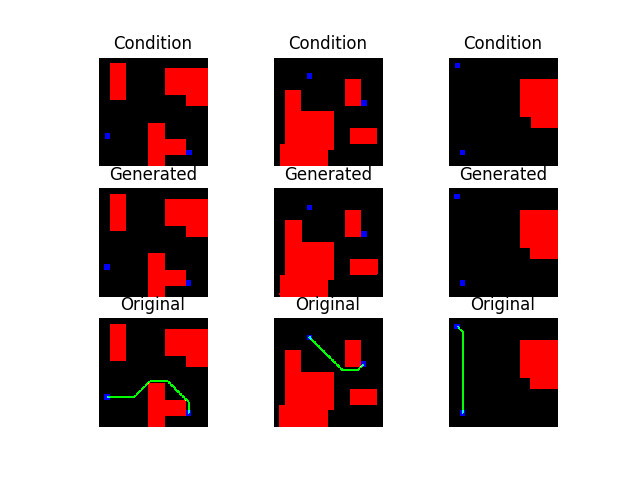 Condition Condition Condition
Generated Generated Generated
Original Original Original